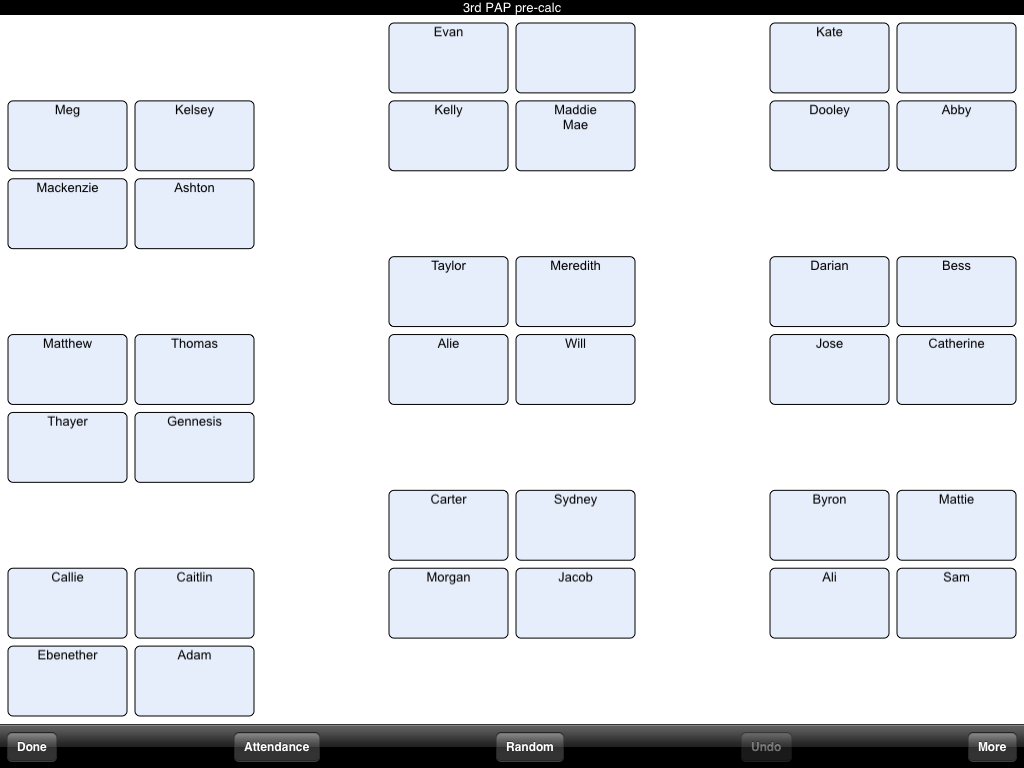 3rd PAP pre-calc
Evan
Kate
Meg
Kelsey
Kelly
Maddie
Mae
Dooley
Abby
Mackenzie
Ashton
Taylor
Meredith
Darian
Bess
Matthew
Thomas
Alie
Will
Jose
Catherine
Thayer
Gennesis
Carter
Sydney
Byron
Mattie
Callie
Caitlin
Morgan
Jacob
Ali
Sam
Ebenether
Adam
Done
Attendance
Random
Undo
More